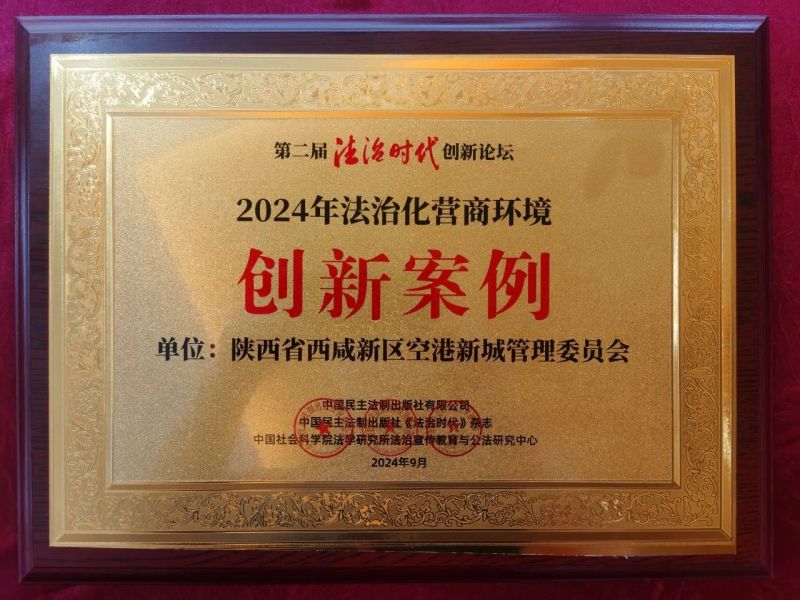 第二届法治时代创新论坛
2024年法治化营商环境
创新案例
单位：陕西省西咸新区空港新城管理委员会
中国民主法制出版社有限公司
中国民主法制出版社《法治时代》杂志
中国社会科学院法学研究所法治宣传教育与公法研究中心
2024年9月